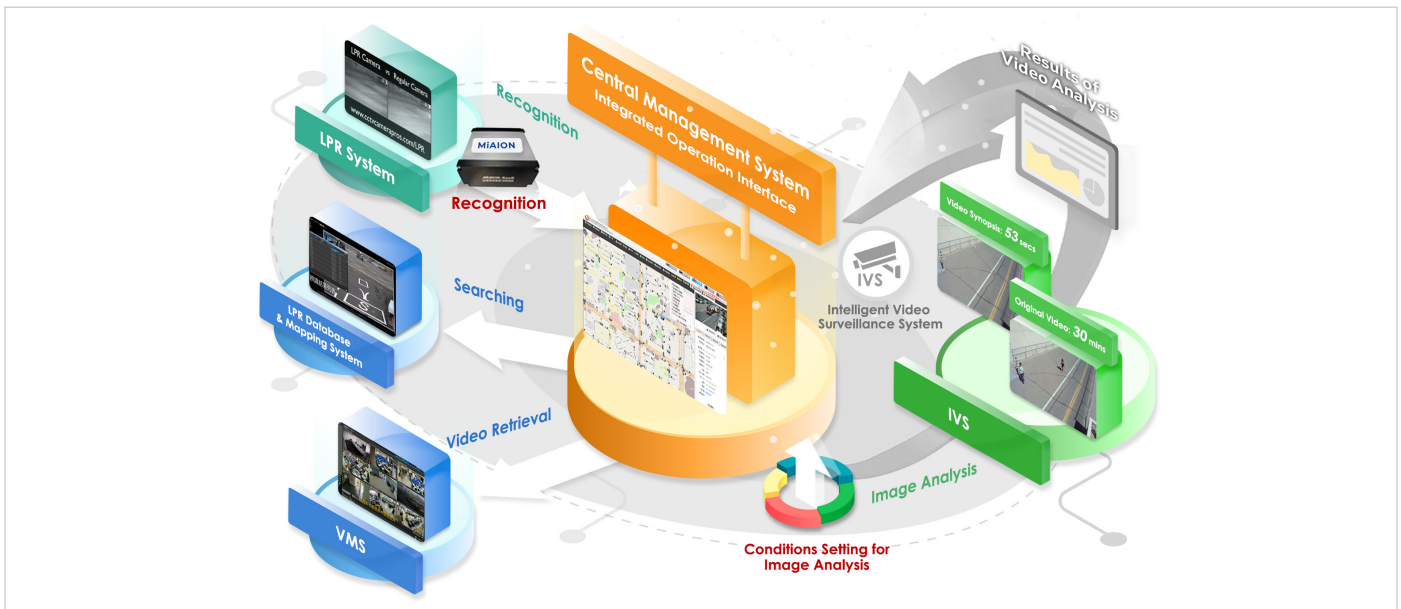 LPR Camera vs Regular Camera
www.cctvcamerapros.com/LPR
LPR System
Recognition
MiAION
Recognition
Central Management System
Integrated Operation Interface
Results of
Video Analysis
LPR Database
& Mapping System
Searching
IVS
Intelligent Video
Surveillance System
Video Synopsis: 53 secs
Original Video: 30 mins
IVS
Video Retrieval
VMS
Image Analysis
Conditions Setting for
Image Analysis